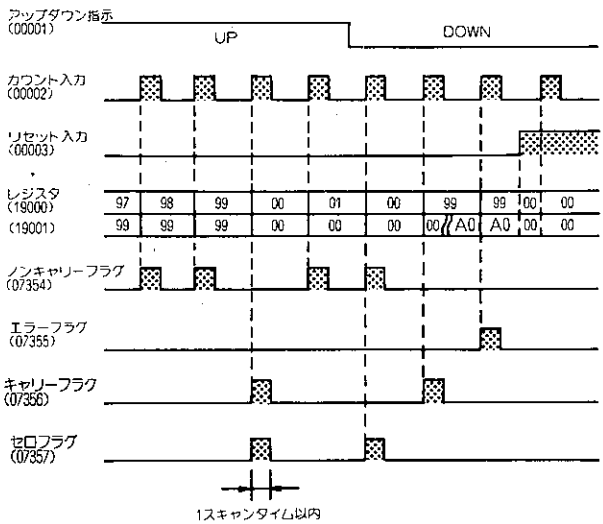 アップダウン指示
(00001)
UP
DOWN
カウント入力
(00002)
リセット入力
(00003)
レジスタ
(19000)
97 98 99 00 01 00 99 99 00 00
(19001)
99 99 99 00 00 00 00 A0 A0 00 00
ノンキャリーフラグ
(07354)
エラーフラグ
(07355)
キャリーフラグ
(07356)
セロフラグ
(07357)
1スキャンタイム以内